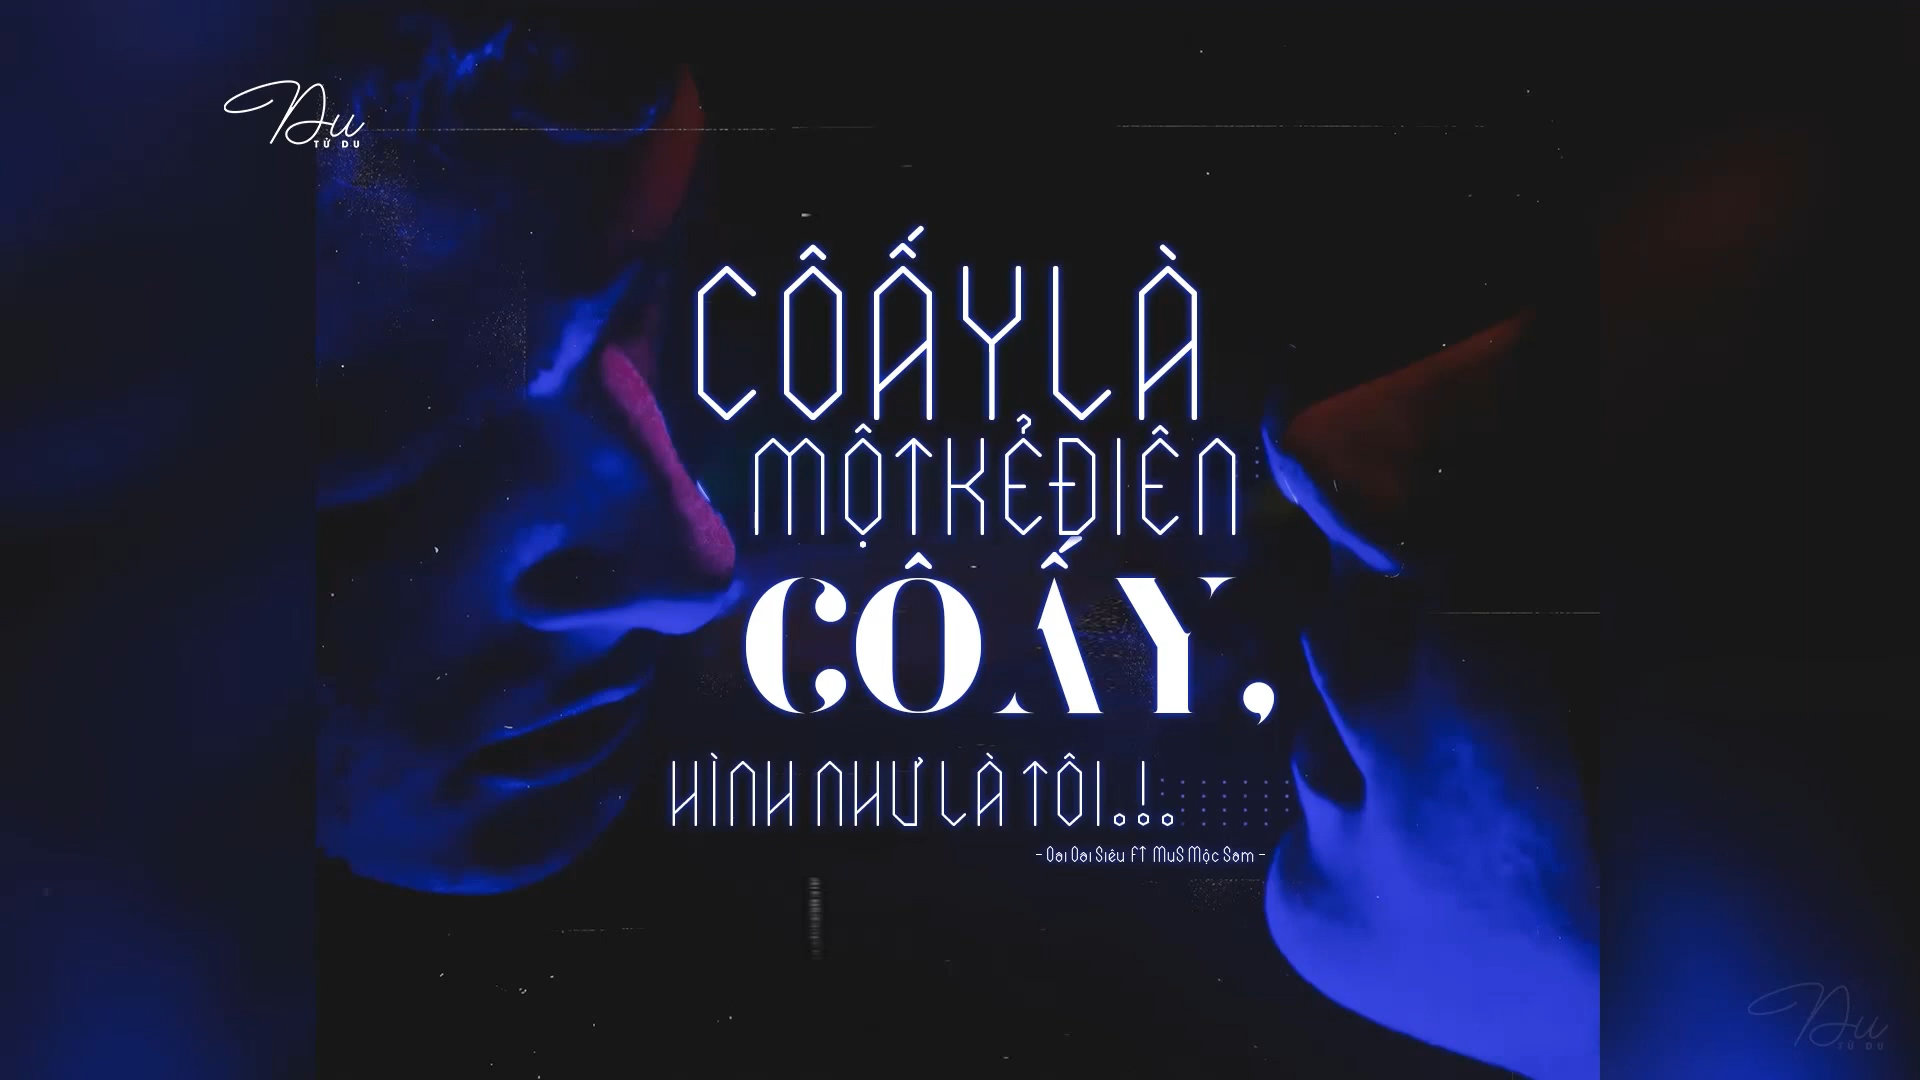 Du
TỪ DU
CÔ ẤY LÀ
MỘT KẺ ĐIÊN
CÔ ẤY,
HÌNH NHƯ LÀ TÔI.!.
- Oai Oai Siêu FT MuS Mộc Sam -
Du
TỪ DU